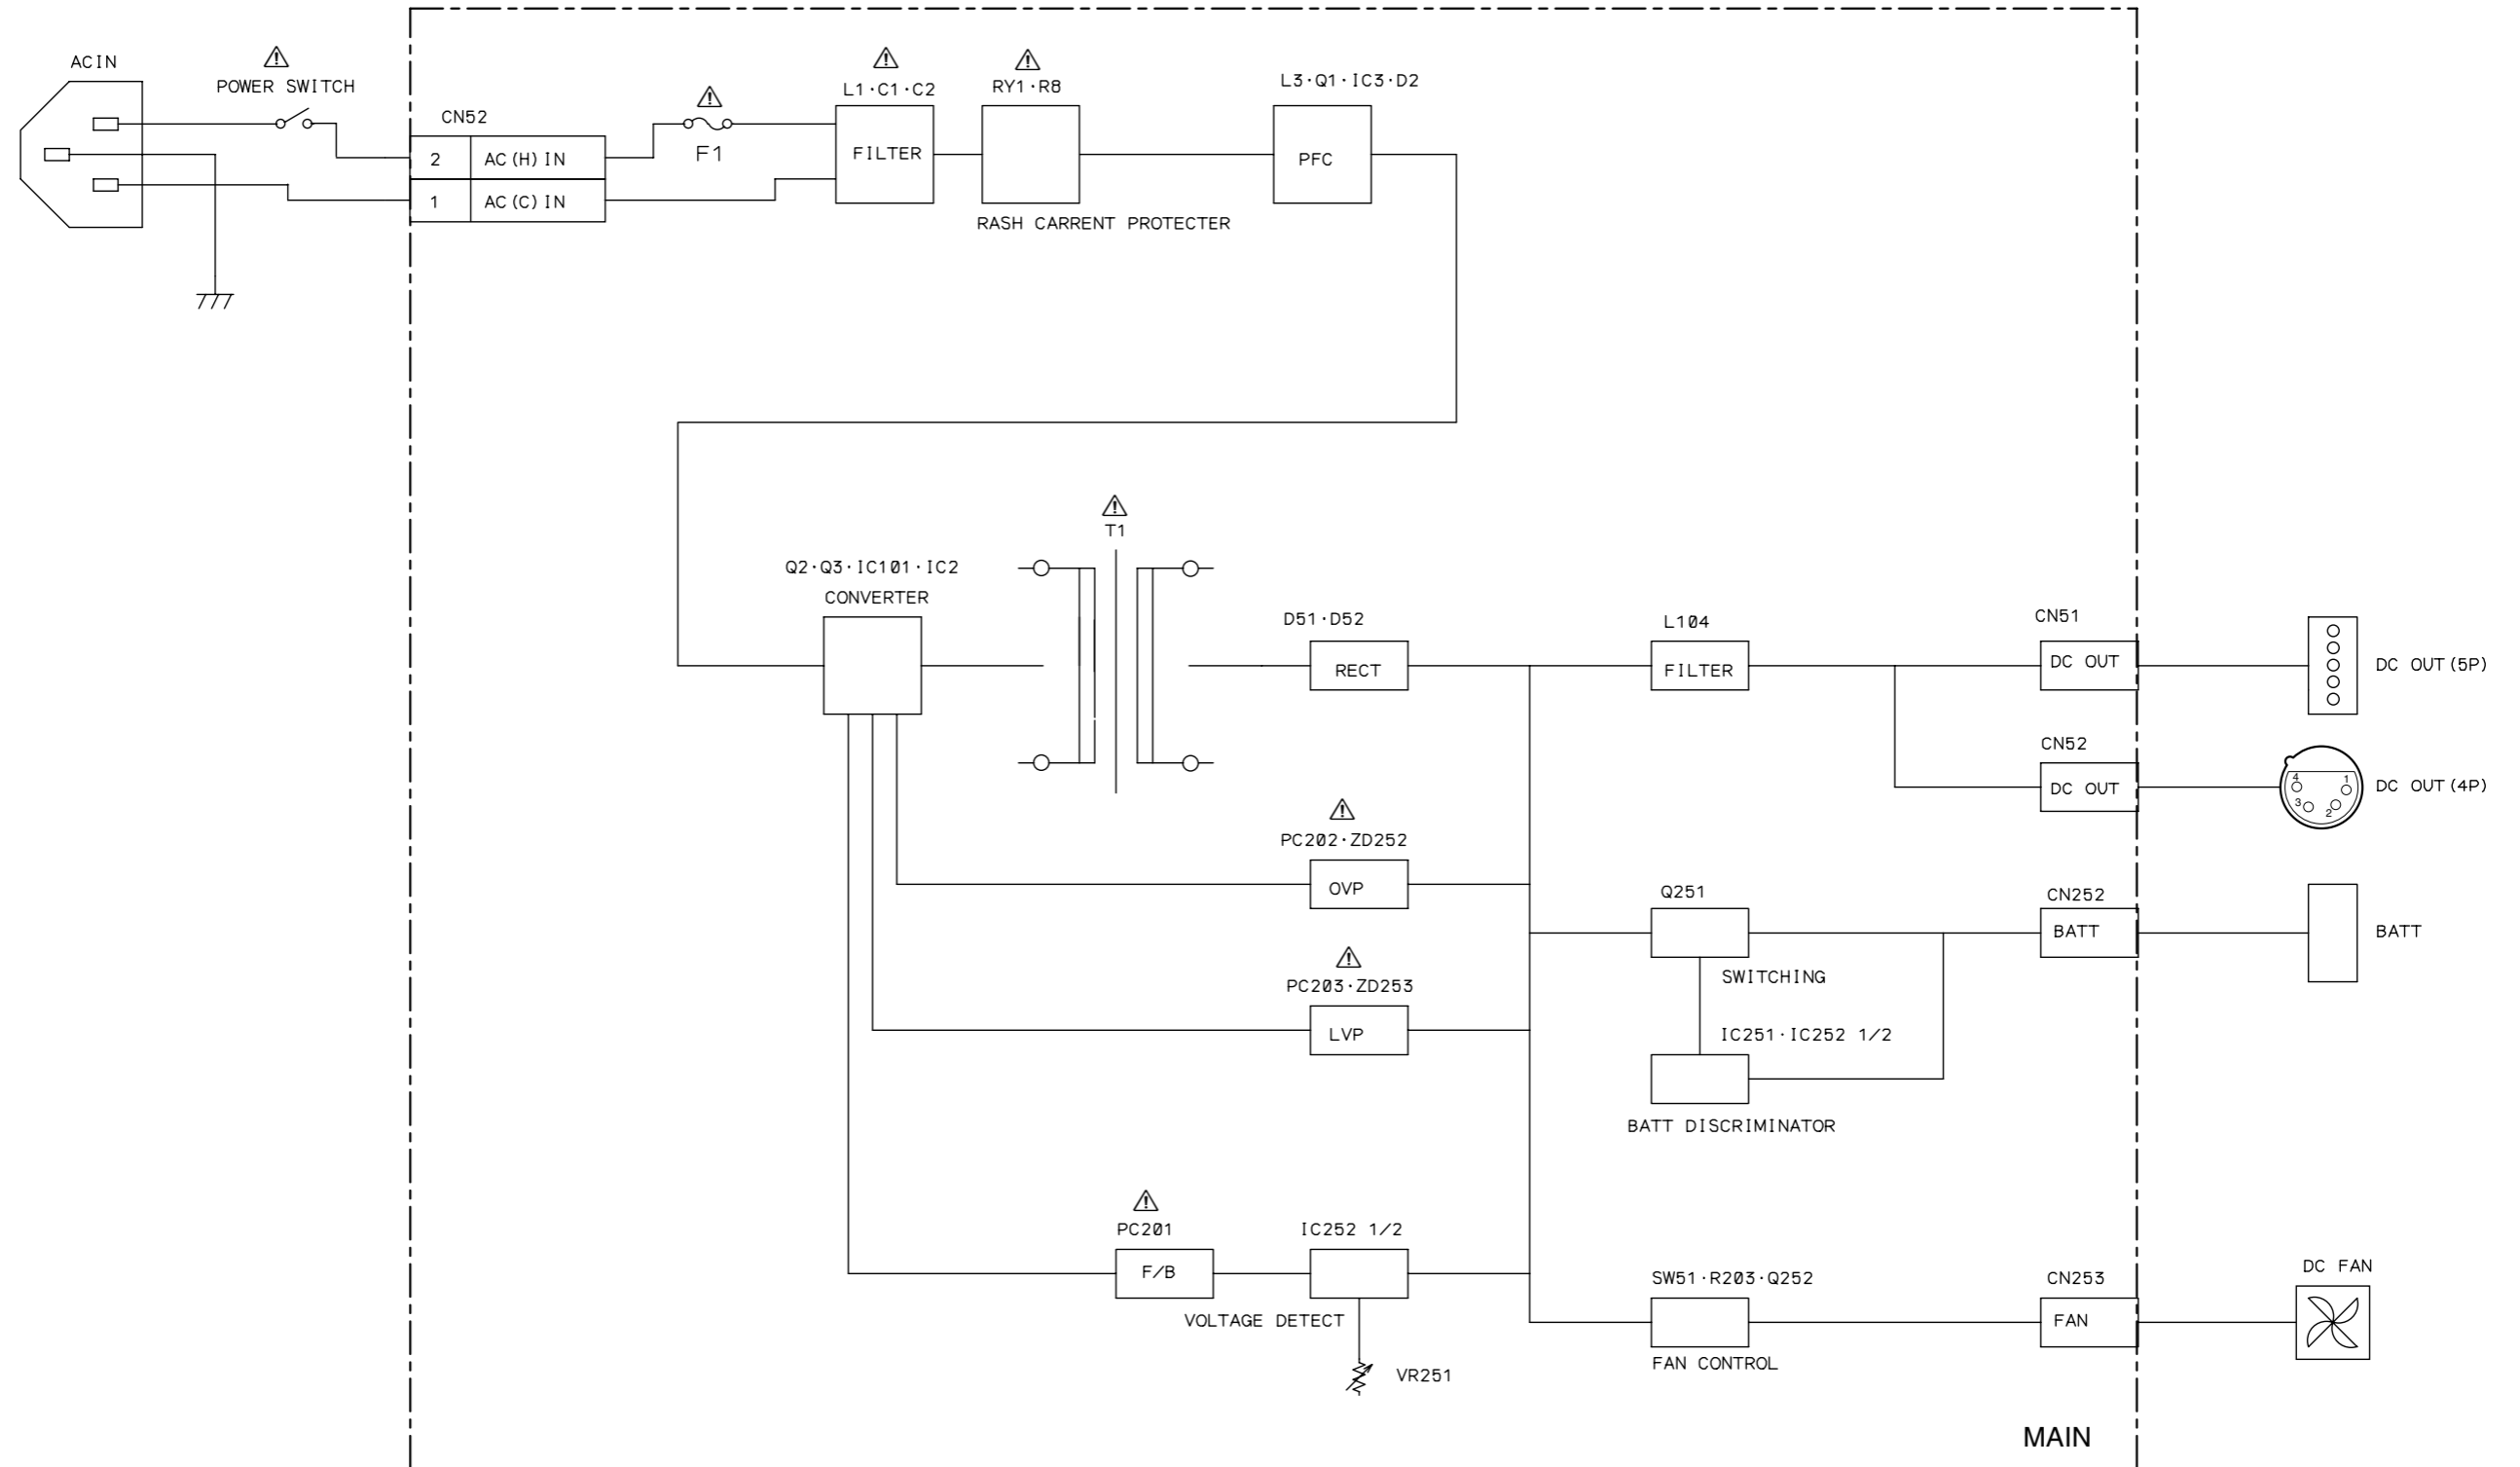 ACIN
POWER SWITCH
CN52
2 AC(H)IN
1 AC(C)IN
F1
L1·C1·C2
FILTER
RY1·R8
RASH CARRENT PROTECTER
L3·Q1·IC3·D2
PFC
T1
Q2·Q3·IC101·IC2
CONVERTER
D51·D52
RECT
L104
FILTER
CN51
DC OUT
DC OUT(5P)
CN52
DC OUT
4
1
3
2
DC OUT(4P)
PC202·ZD252
OVP
Q251
SWITCHING
CN252
BATT
BATT
PC203·ZD253
LVP
IC251·IC252 1/2
BATT DISCRIMINATOR
PC201
F/B
IC252 1/2
VOLTAGE DETECT
VR251
SW51·R203·Q252
FAN CONTROL
CN253
FAN
DC FAN
MAIN